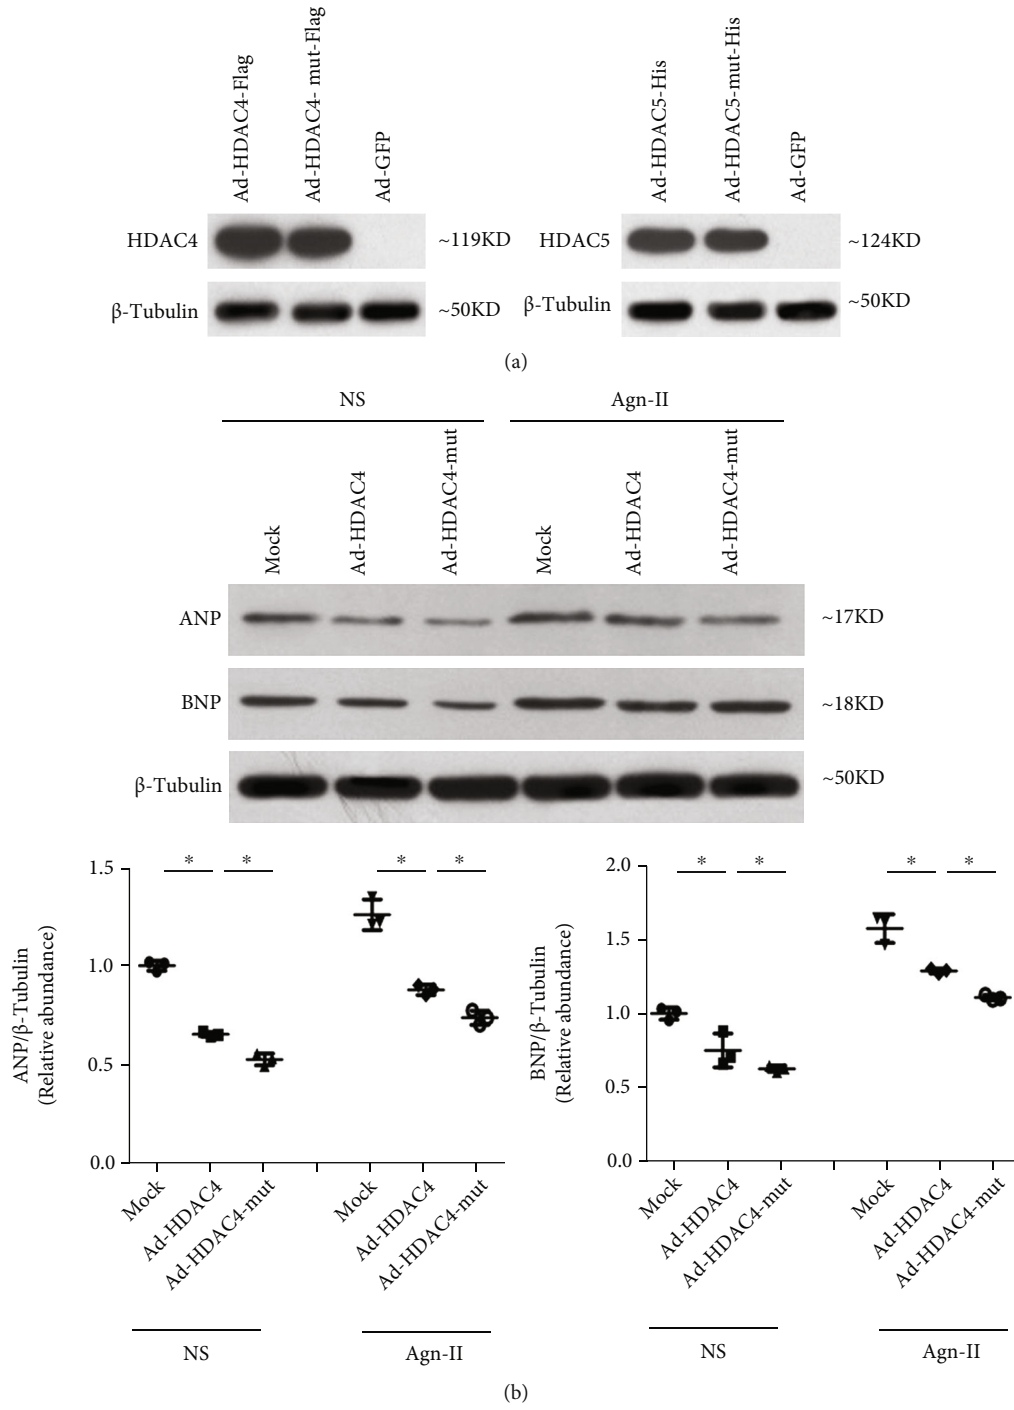 Ad-HDAC4-Flag
Ad-HDAC4- mut-Flag
Ad-GFP
Ad-HDAC5-His
Ad-HDAC5-mut-His
Ad-GFP
HDAC4
~119KD
HDAC5
~124KD
β-Tubulin
~50KD
β-Tubulin
~50KD
(a)
NS
Agn-II
Mock
Ad-HDAC4
Ad-HDAC4-mut
Mock
Ad-HDAC4
Ad-HDAC4-mut
ANP
~17KD
BNP
~18KD
β-Tubulin
~50KD
ANP/β-Tubulin
(Relative abundance)
1.5
1.0
0.5
0.0
* * * *
Mock
Ad-HDAC4
Ad-HDAC4-mut
Mock
Ad-HDAC4
Ad-HDAC4-mut
NS
Agn-II
BNP/β-Tubulin
(Relative abundance)
2.0
1.5
1.0
0.5
0.0
* * * *
Mock
Ad-HDAC4
Ad-HDAC4-mut
Mock
Ad-HDAC4
Ad-HDAC4-mut
NS
Agn-II
(b)